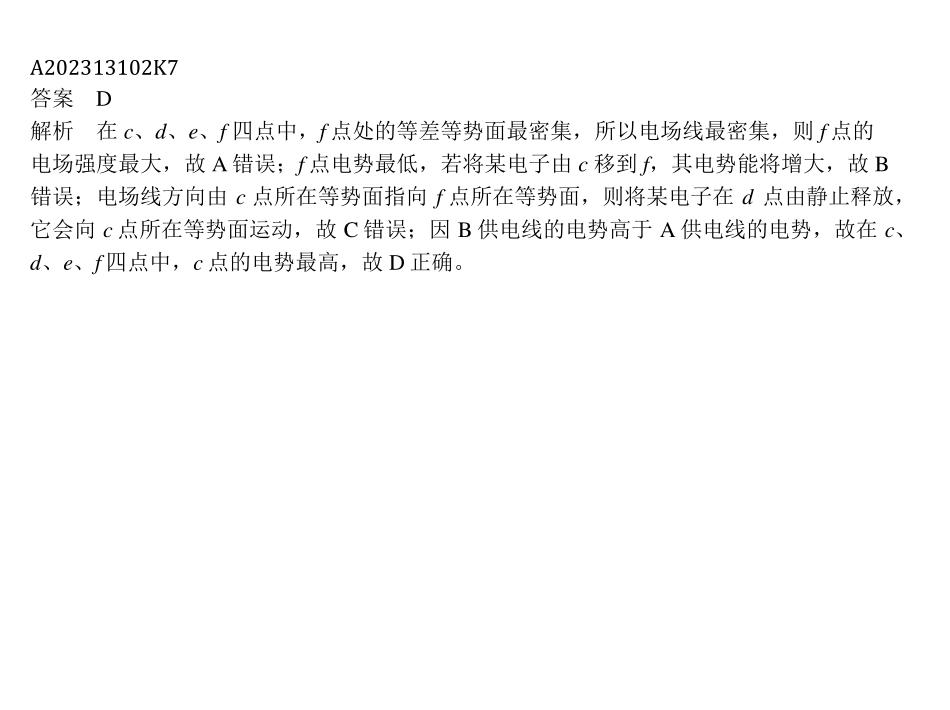 A202313102K7
答案　D
解析　在 c、d、e、f 四点中，f 点处的等差等势面最密集，所以电场线最密集，则 f 点的
电场强度最大，故 A 错误；f 点电势最低，若将某电子由 c 移到 f，其电势能将增大，故 B
错误；电场线方向由 c 点所在等势面指向 f 点所在等势面，则将某电子在 d 点由静止释放，
它会向 c 点所在等势面运动，故 C 错误；因 B 供电线的电势高于 A 供电线的电势，故在 c、
d、e、f 四点中，c 点的电势最高，故 D 正确。